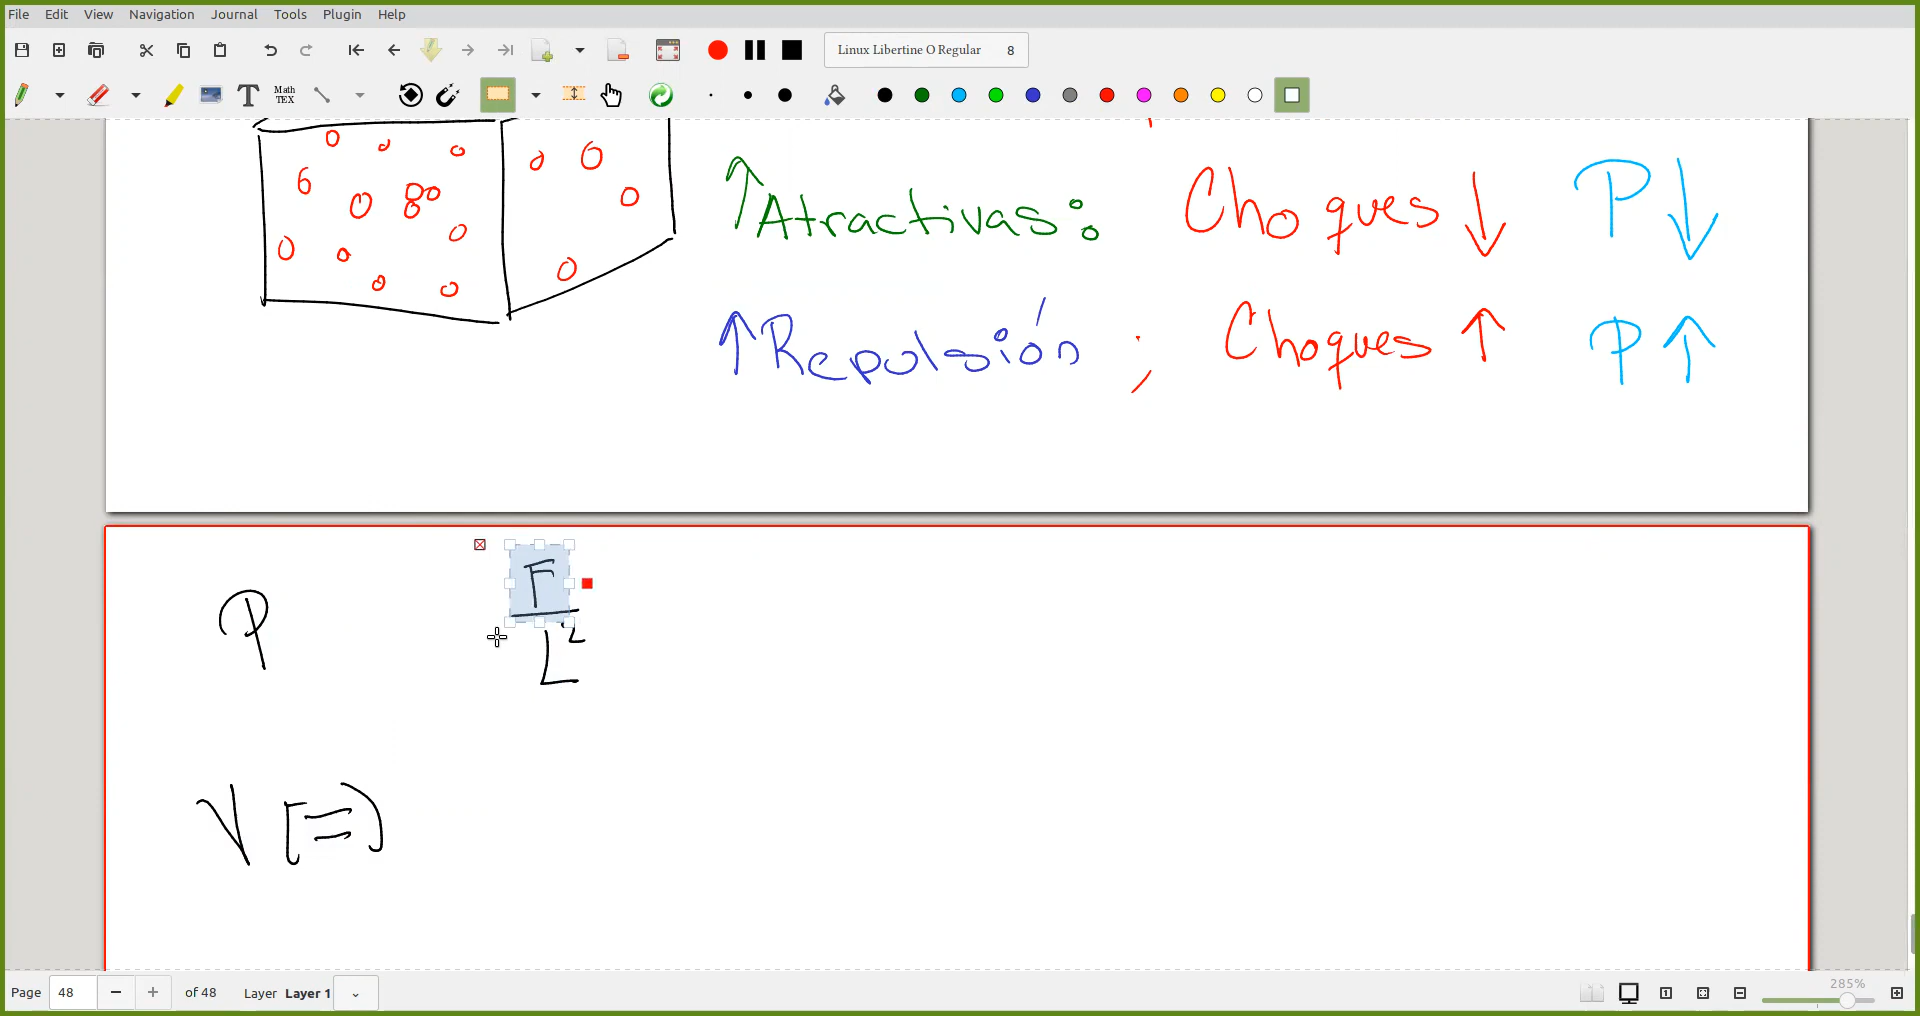 File Edit View Navigation Journal Tools Plugin Help
Linux Libertine O Regular 8
Math
TEX
↑Atractivas: Choques ↓ P↓
↑Repulsión ; Choques ↑ P↑
F
P
L²
V [=]
Page 48 of 48 Layer Layer 1 285%